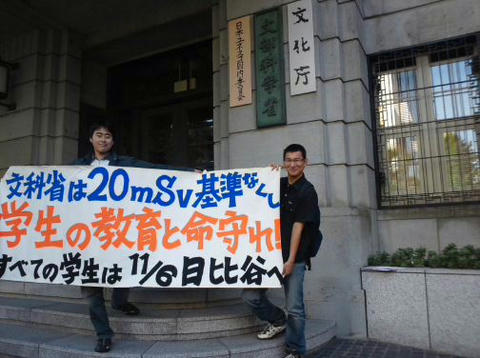 文化庁
文部科学省
日本ユネスコ国内委員会
文科省は20mSv基準なくし
学生の教育と命守れ!
すべての学生は11/6日比谷へ